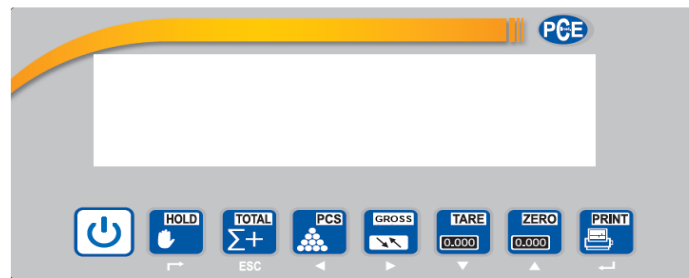 PCE
HOLD TOTAL PCS GROSS TARE ZERO PRINT
Σ+ 0.000 0.000
ESC